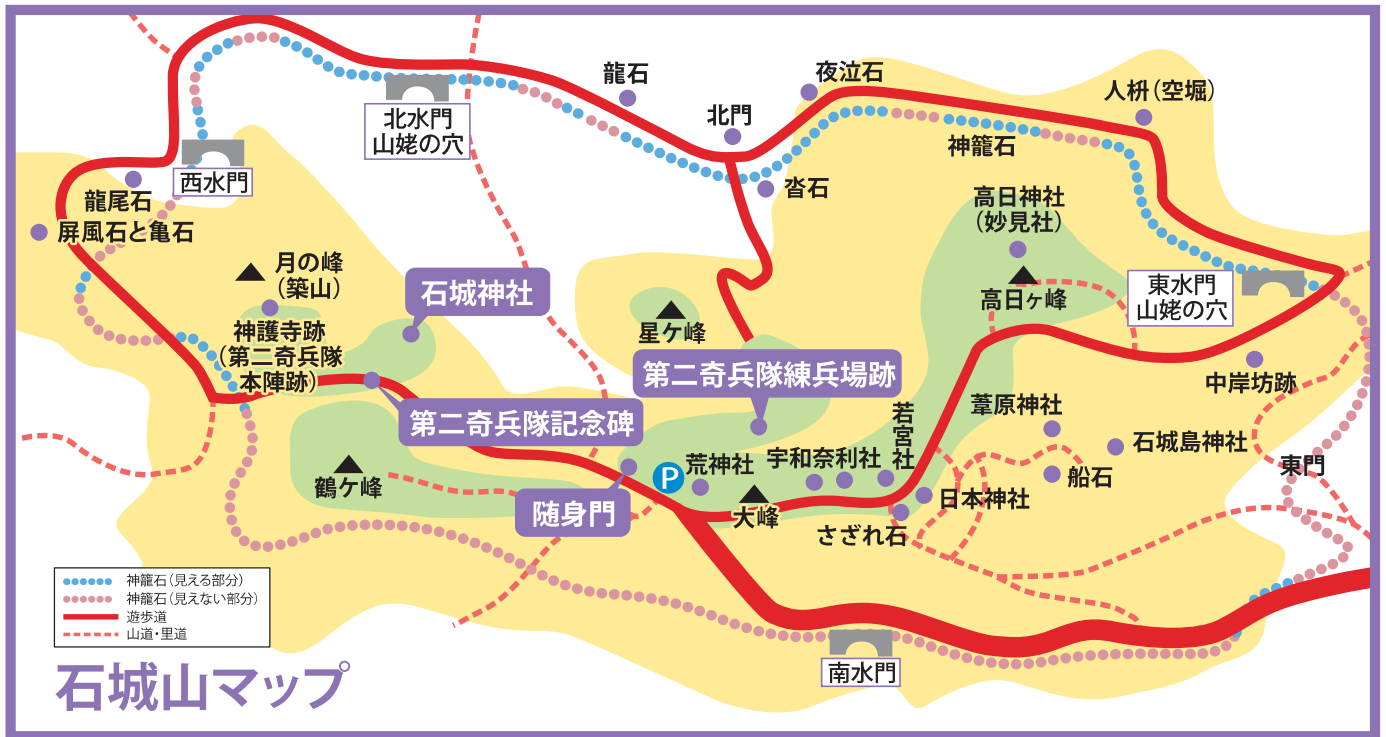 夜泣石
龍石
人枡（空堀）
北門
北水門
山姥の穴
神籠石
西水門
沓石
龍尾石
高日神社
（妙見社）
屏風石と亀石
月の峰
（築山）
東水門
山姥の穴
石城神社
高日ヶ峰
神護寺跡
（第二奇兵隊
本陣跡）
星ケ峰
第二奇兵隊練兵場跡
中岸坊跡
第二奇兵隊記念碑
若宮社
葦原神社
石城島神社
荒神社
宇和奈利社
東門
船石
鶴ケ峰
P
日本神社
随身門
大峰
さざれ石
神籠石（見える部分）
神籠石（見えない部分）
遊歩道
山道・里道
南水門
石城山マップ